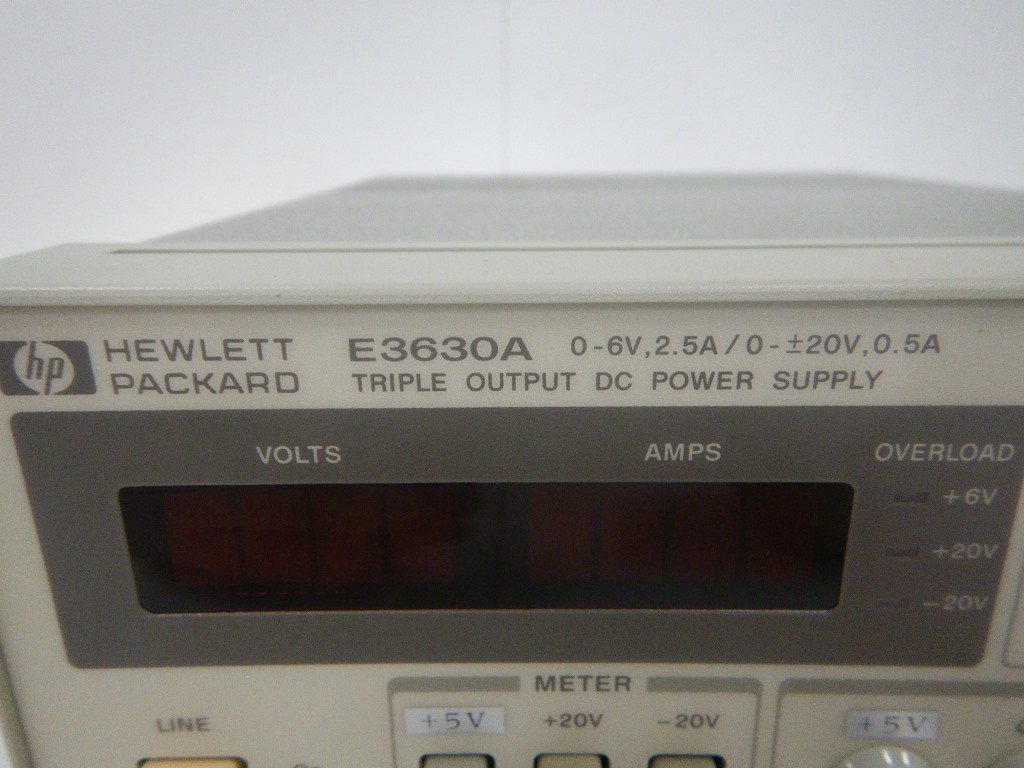 hp HEWLETT PACKARD
E3630A 0-6V,2.5A/0-±20V,0.5A
TRIPLE OUTPUT DC POWER SUPPLY
VOLTS
AMPS
OVERLOAD
+6V
+20V
-20V
METER
LINE
+5V +20V -20V
+5V